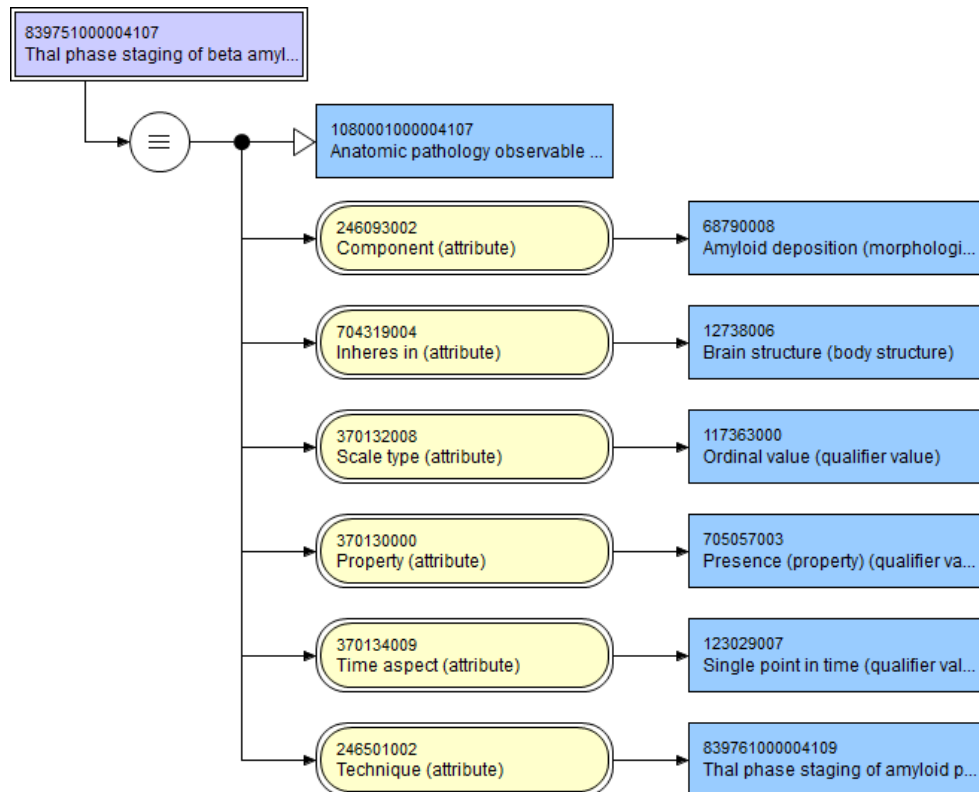 839751000004107
Thal phase staging of beta amyl...
1080001000004107
Anatomic pathology observable ...
246093002
Component (attribute)
68790008
Amyloid deposition (morphologi...
704319004
Inheres in (attribute)
12738006
Brain structure (body structure)
370132008
Scale type (attribute)
117363000
Ordinal value (qualifier value)
370130000
Property (attribute)
705057003
Presence (property) (qualifier va...
370134009
Time aspect (attribute)
123029007
Single point in time (qualifier val...
246501002
Technique (attribute)
839761000004109
Thal phase staging of amyloid p...